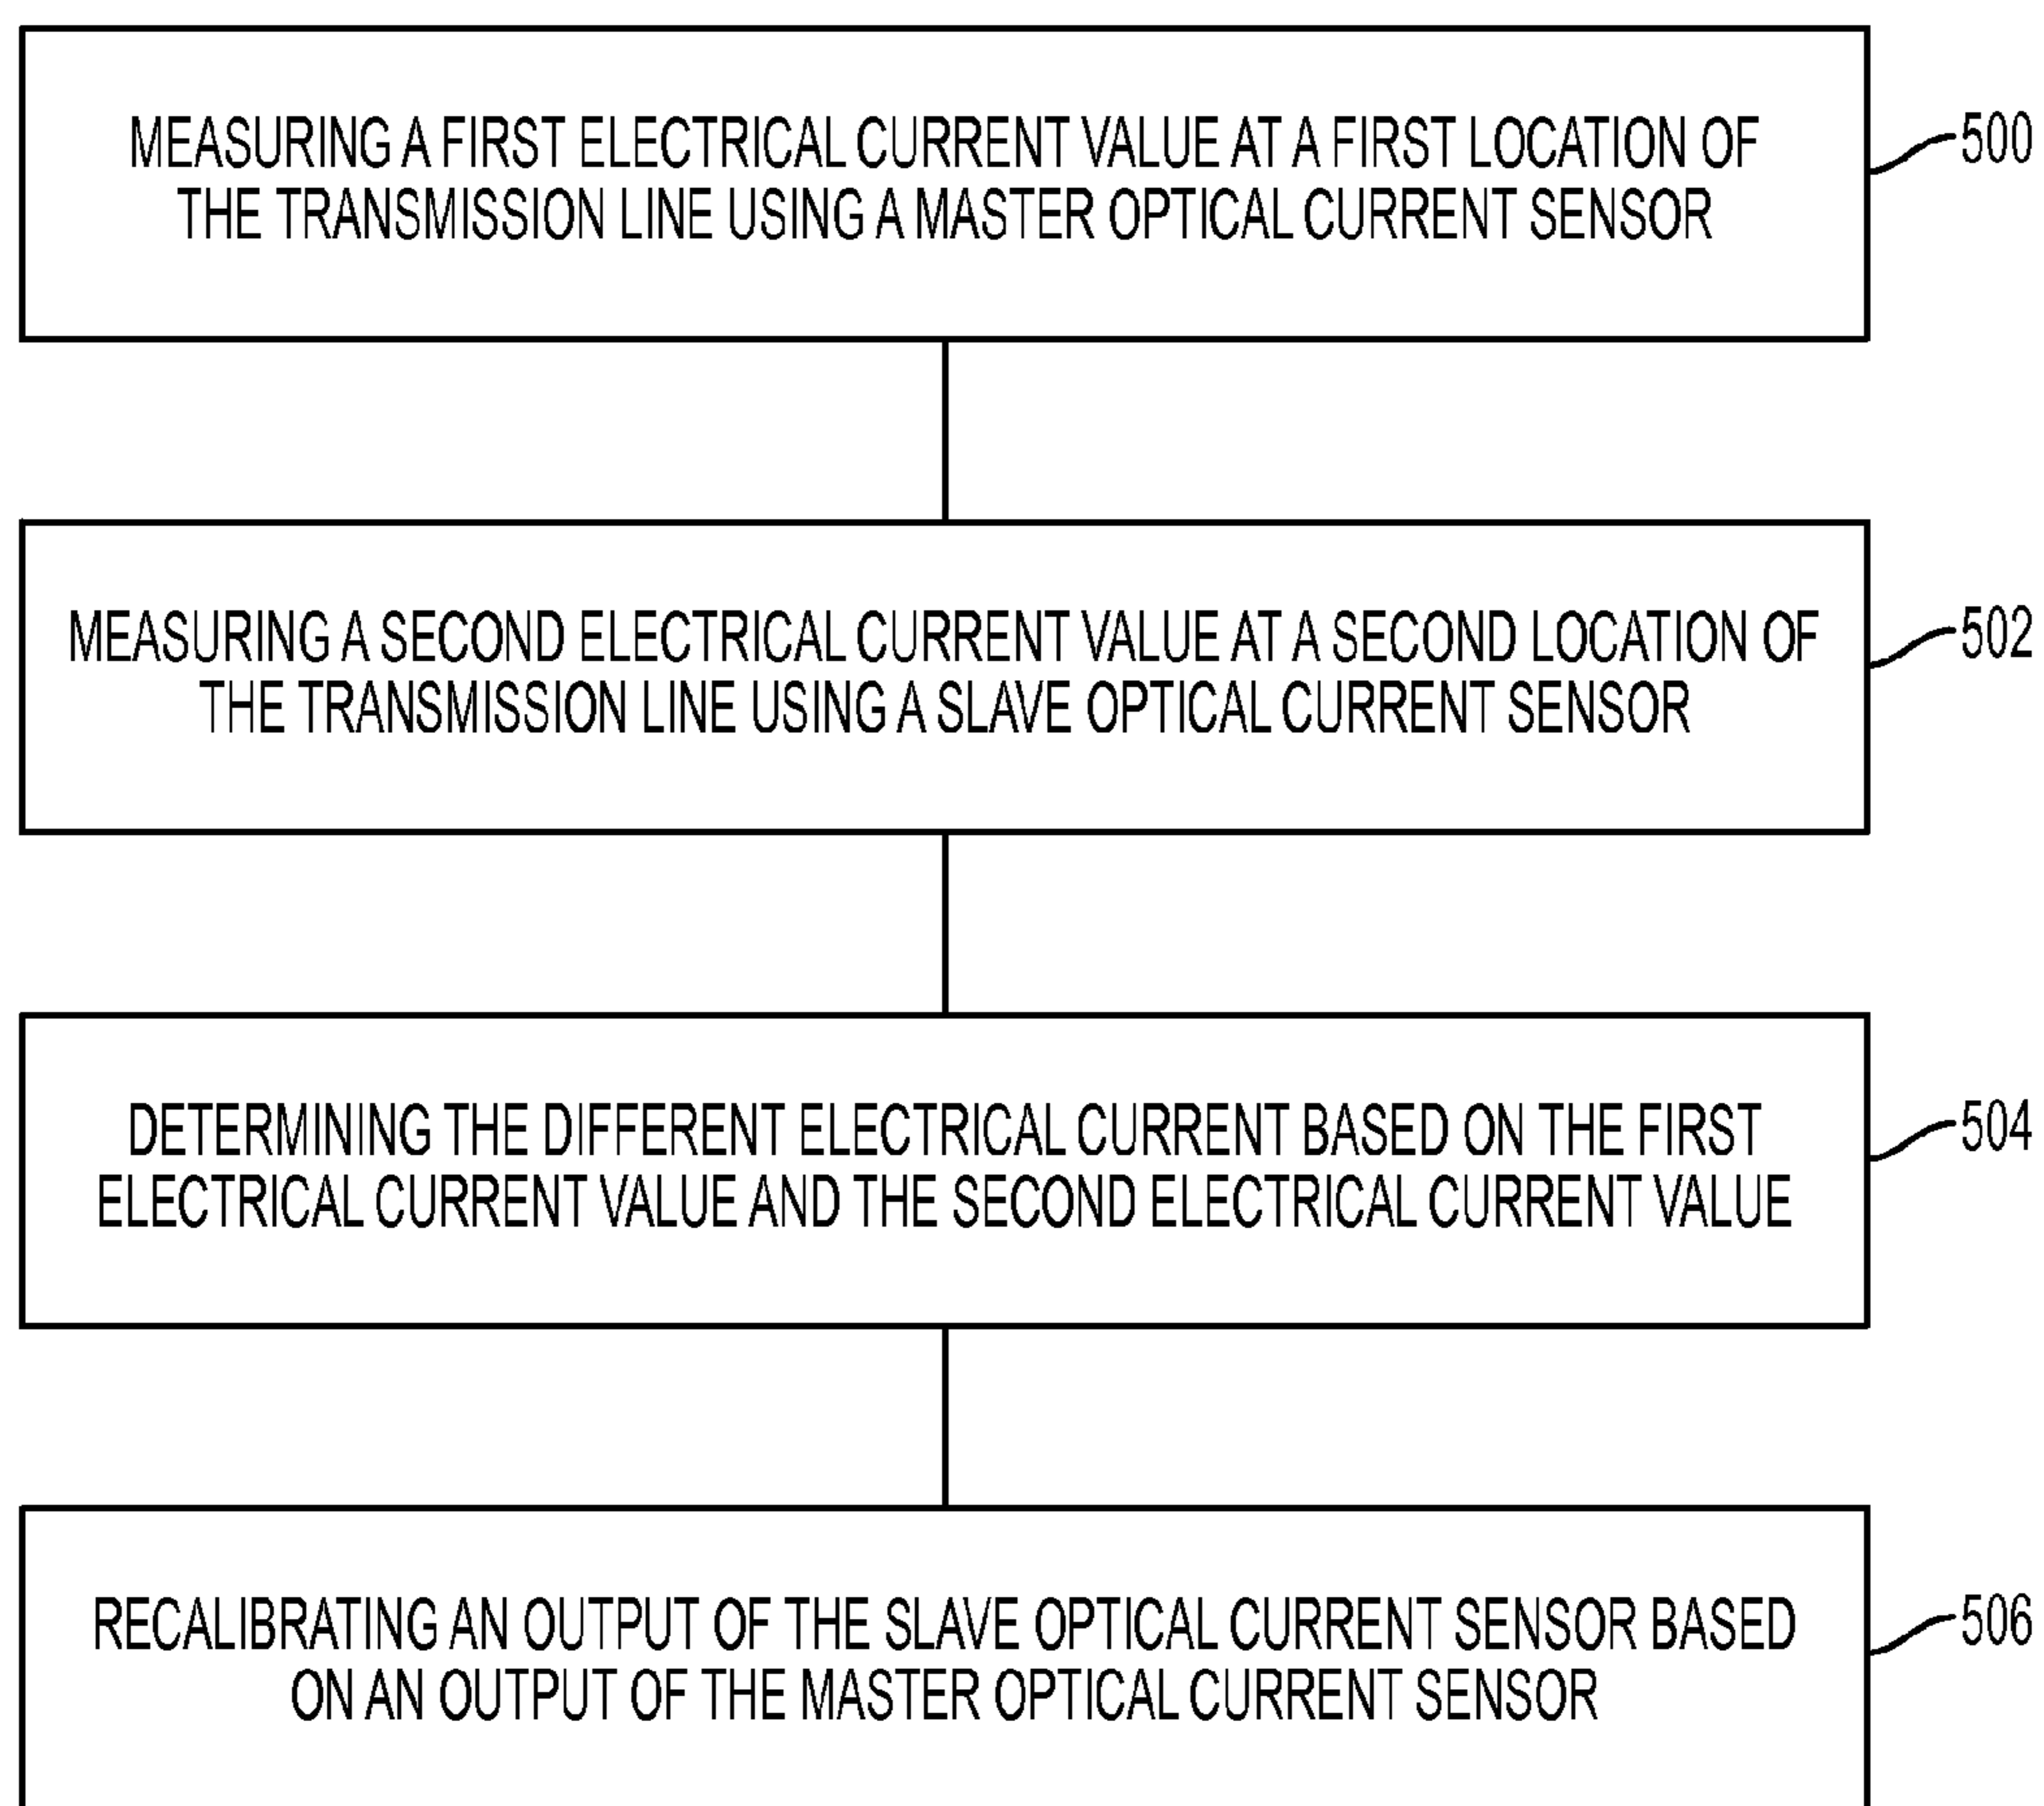 MEASURING A FIRST ELECTRICAL CURRENT VALUE AT A FIRST LOCATION OF
THE TRANSMISSION LINE USING A MASTER OPTICAL CURRENT SENSOR
500
MEASURING A SECOND ELECTRICAL CURRENT VALUE AT A SECOND LOCATION OF
THE TRANSMISSION LINE USING A SLAVE OPTICAL CURRENT SENSOR
502
DETERMINING THE DIFFERENT ELECTRICAL CURRENT BASED ON THE FIRST
ELECTRICAL CURRENT VALUE AND THE SECOND ELECTRICAL CURRENT VALUE
504
RECALIBRATING AN OUTPUT OF THE SLAVE OPTICAL CURRENT SENSOR BASED
ON AN OUTPUT OF THE MASTER OPTICAL CURRENT SENSOR
506